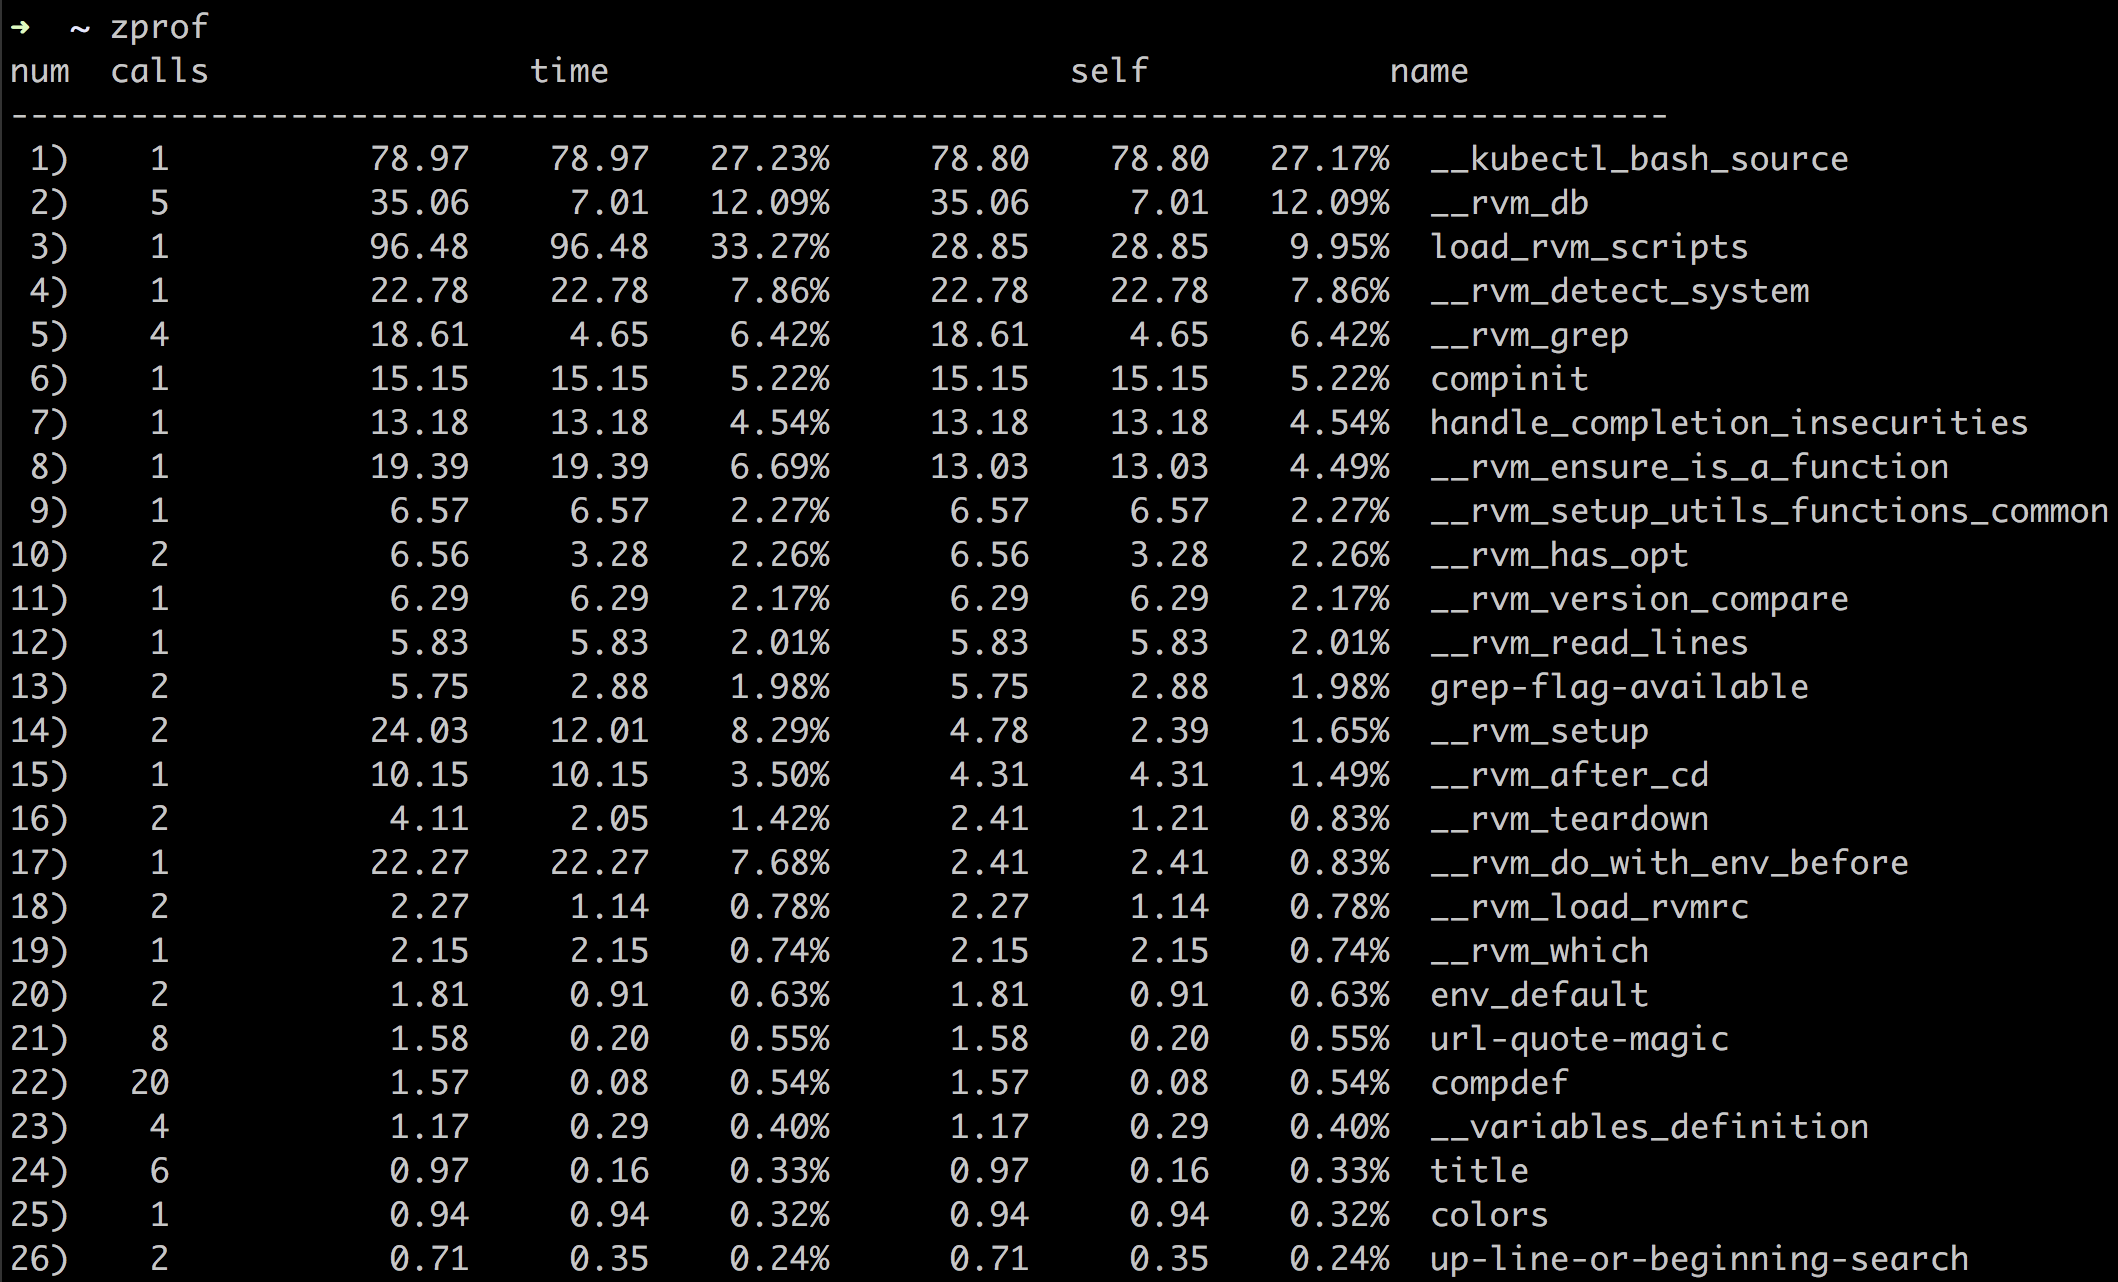 ➜  ~ zprof
num  calls                time                       self            name
-----------------------------------------------------------------------------------
 1)    1          78.97    78.97   27.23%     78.80    78.80   27.17%  __kubectl_bash_source
 2)    5          35.06     7.01   12.09%     35.06     7.01   12.09%  __rvm_db
 3)    1          96.48    96.48   33.27%     28.85    28.85    9.95%  load_rvm_scripts
 4)    1          22.78    22.78    7.86%     22.78    22.78    7.86%  __rvm_detect_system
 5)    4          18.61     4.65    6.42%     18.61     4.65    6.42%  __rvm_grep
 6)    1          15.15    15.15    5.22%     15.15    15.15    5.22%  compinit
 7)    1          13.18    13.18    4.54%     13.18    13.18    4.54%  handle_completion_insecurities
 8)    1          19.39    19.39    6.69%     13.03    13.03    4.49%  __rvm_ensure_is_a_function
 9)    1           6.57     6.57    2.27%      6.57     6.57    2.27%  __rvm_setup_utils_functions_common
10)    2           6.56     3.28    2.26%      6.56     3.28    2.26%  __rvm_has_opt
11)    1           6.29     6.29    2.17%      6.29     6.29    2.17%  __rvm_version_compare
12)    1           5.83     5.83    2.01%      5.83     5.83    2.01%  __rvm_read_lines
13)    2           5.75     2.88    1.98%      5.75     2.88    1.98%  grep-flag-available
14)    2          24.03    12.01    8.29%      4.78     2.39    1.65%  __rvm_setup
15)    1          10.15    10.15    3.50%      4.31     4.31    1.49%  __rvm_after_cd
16)    2           4.11     2.05    1.42%      2.41     1.21    0.83%  __rvm_teardown
17)    1          22.27    22.27    7.68%      2.41     2.41    0.83%  __rvm_do_with_env_before
18)    2           2.27     1.14    0.78%      2.27     1.14    0.78%  __rvm_load_rvmrc
19)    1           2.15     2.15    0.74%      2.15     2.15    0.74%  __rvm_which
20)    2           1.81     0.91    0.63%      1.81     0.91    0.63%  env_default
21)    8           1.58     0.20    0.55%      1.58     0.20    0.55%  url-quote-magic
22)   20           1.57     0.08    0.54%      1.57     0.08    0.54%  compdef
23)    4           1.17     0.29    0.40%      1.17     0.29    0.40%  __variables_definition
24)    6           0.97     0.16    0.33%      0.97     0.16    0.33%  title
25)    1           0.94     0.94    0.32%      0.94     0.94    0.32%  colors
26)    2           0.71     0.35    0.24%      0.71     0.35    0.24%  up-line-or-beginning-search